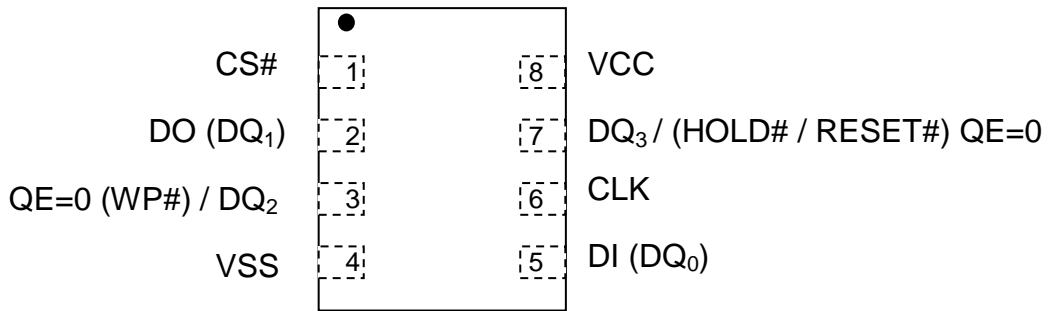 CS# 1 8 VCC
DO (DQ₁) 2 7 DQ₃ / (HOLD# / RESET#) QE=0
QE=0 (WP#) / DQ₂ 3 6 CLK
VSS 4 5 DI (DQ₀)